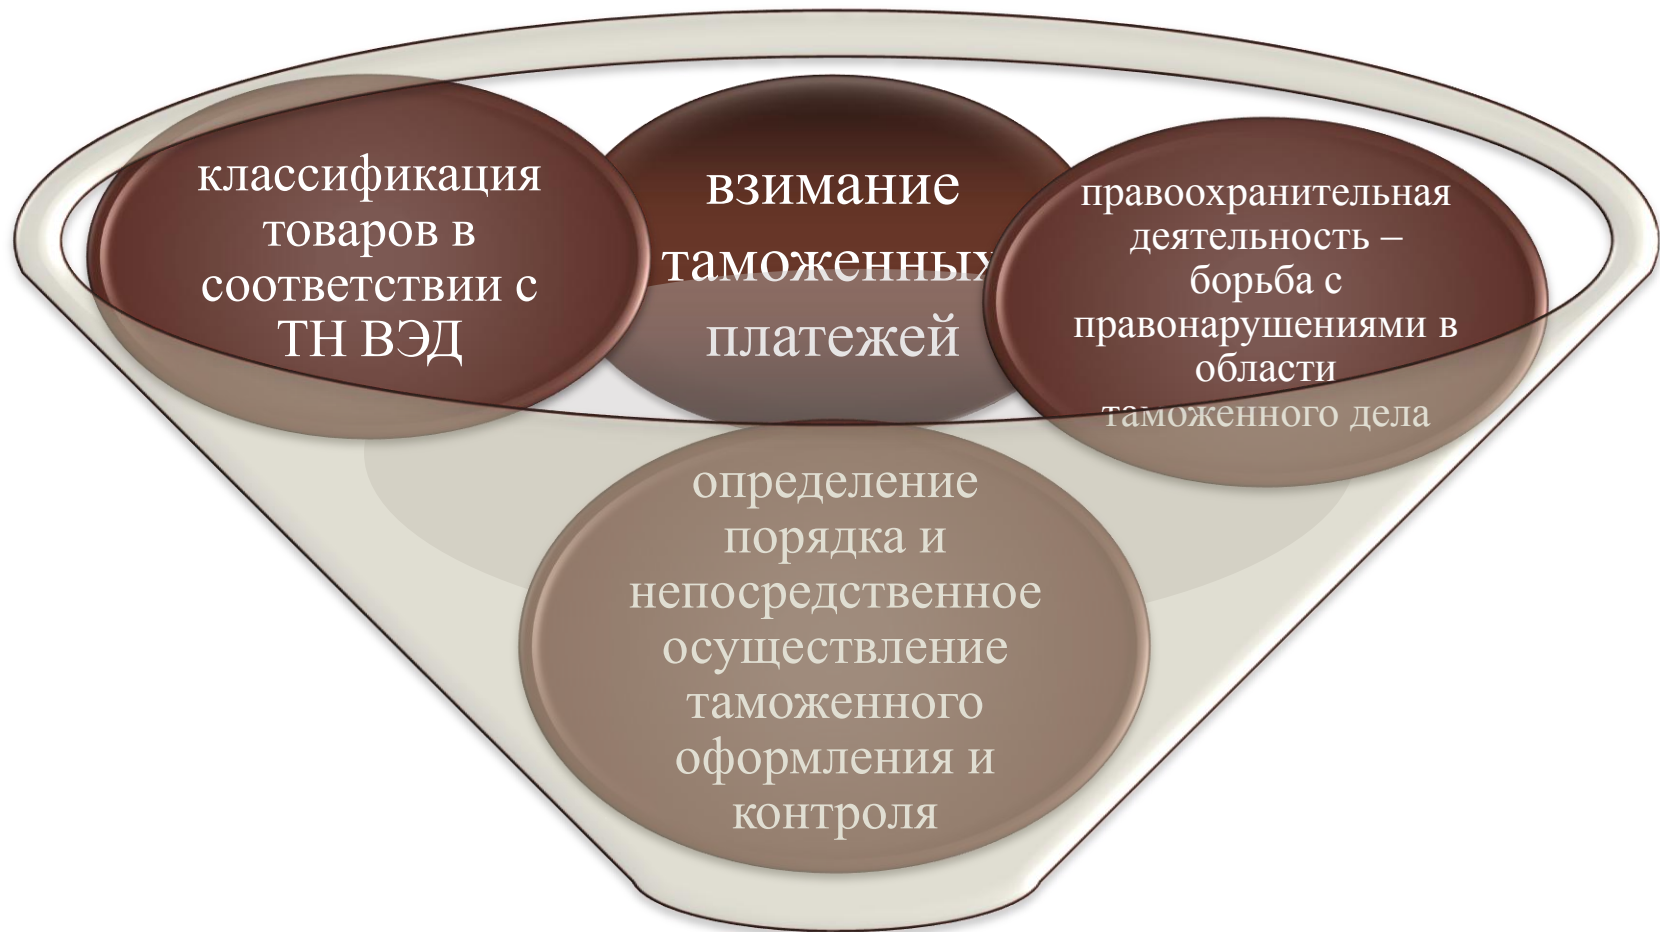 классификация
товаров в
соответствии с
ТН ВЭД
взимание
таможенных
платежей
правоохранительная
деятельность –
борьба с
правонарушениями в
области
таможенного дела
определение
порядка и
непосредственное
осуществление
таможенного
оформления и
контроля